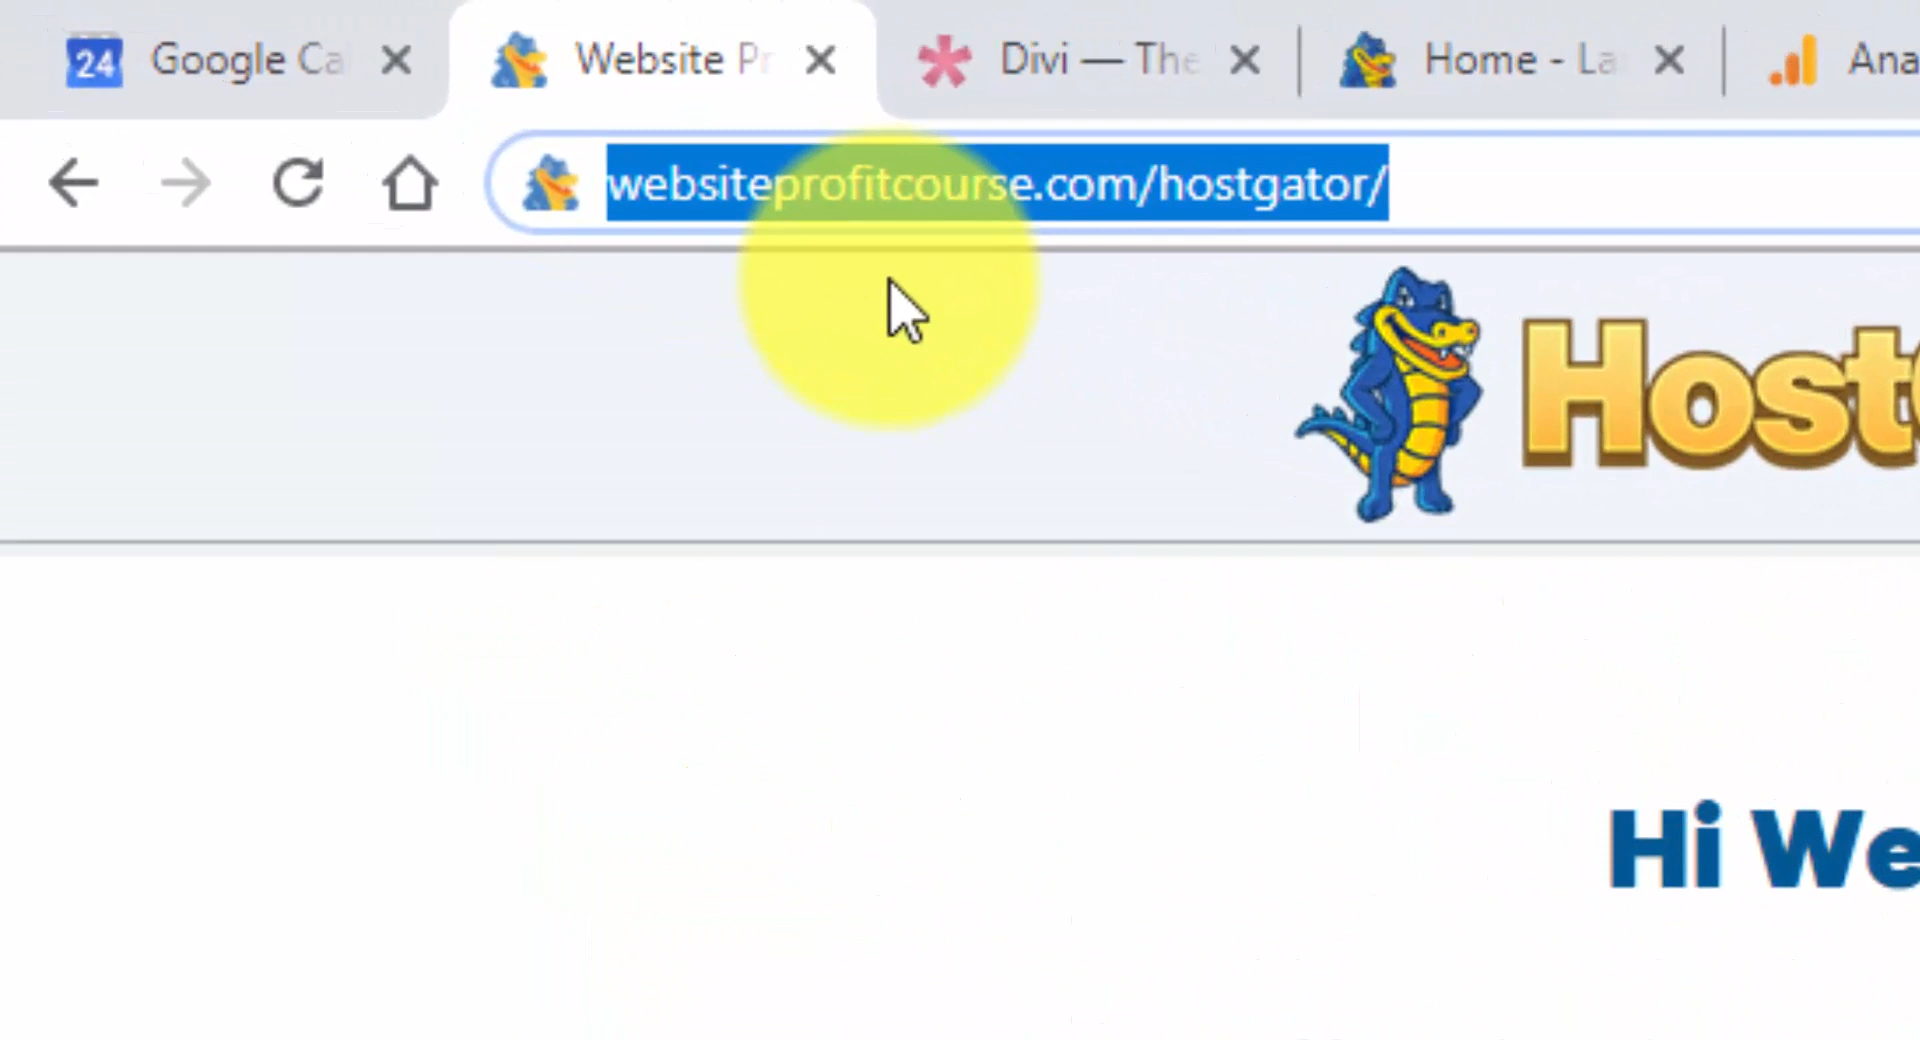 24 Google Ca Website Pr Divi — The Home - La Ana
websiteprofitcourse.com/hostgator/
Host
Hi We